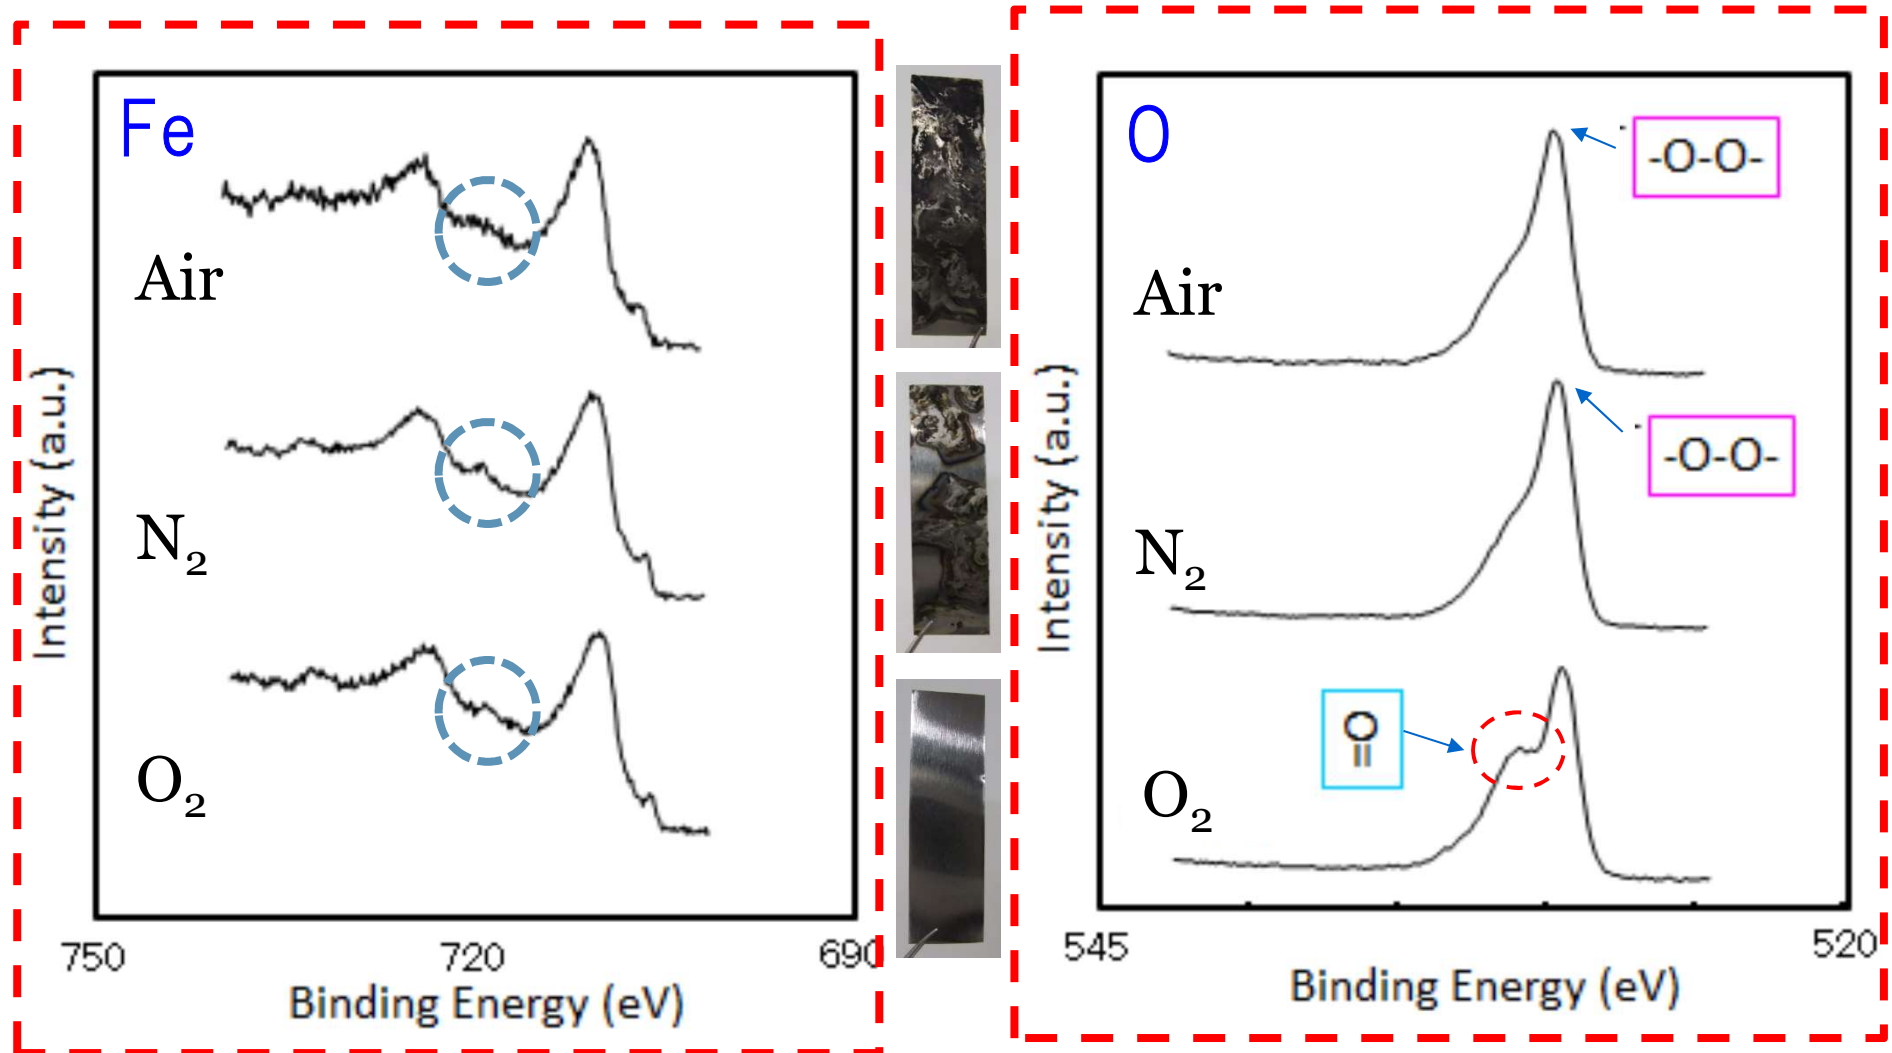 Fe
Air
N₂
O₂
Intensity (a.u.)
750
720
690
Binding Energy (eV)
O
-O-O-
Air
-O-O-
N₂
O
=
O₂
Intensity (a.u.)
545
520
Binding Energy (eV)